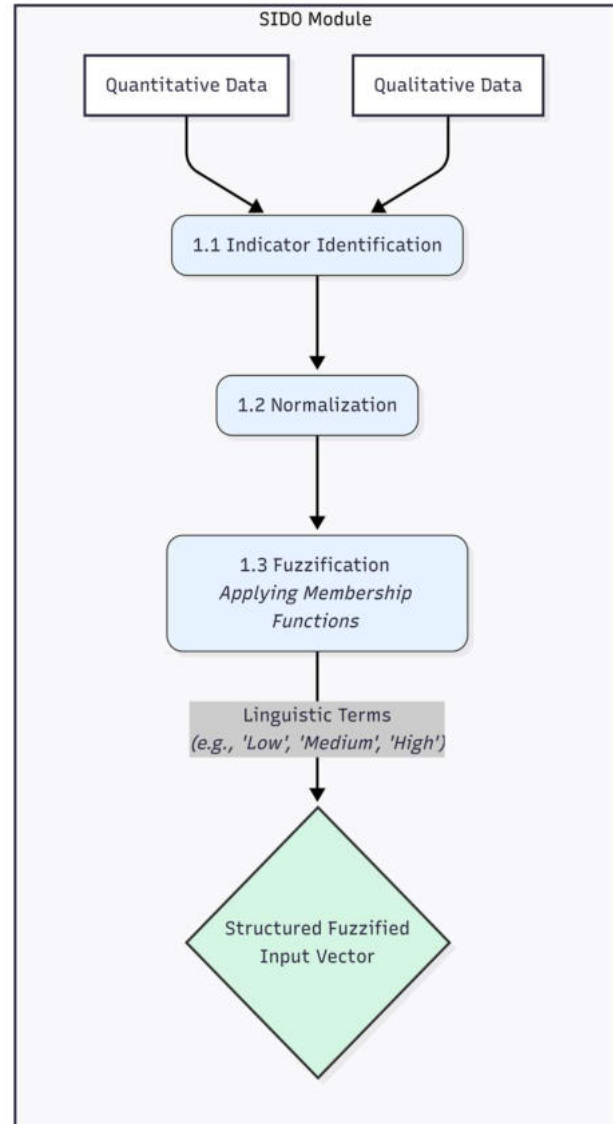 SIDO Module
Quantitative Data
Qualitative Data
1.1 Indicator Identification
1.2 Normalization
1.3 Fuzzification
Applying Membership
Functions
Linguistic Terms
(e.g., 'Low', 'Medium', 'High')
Structured Fuzzified
Input Vector